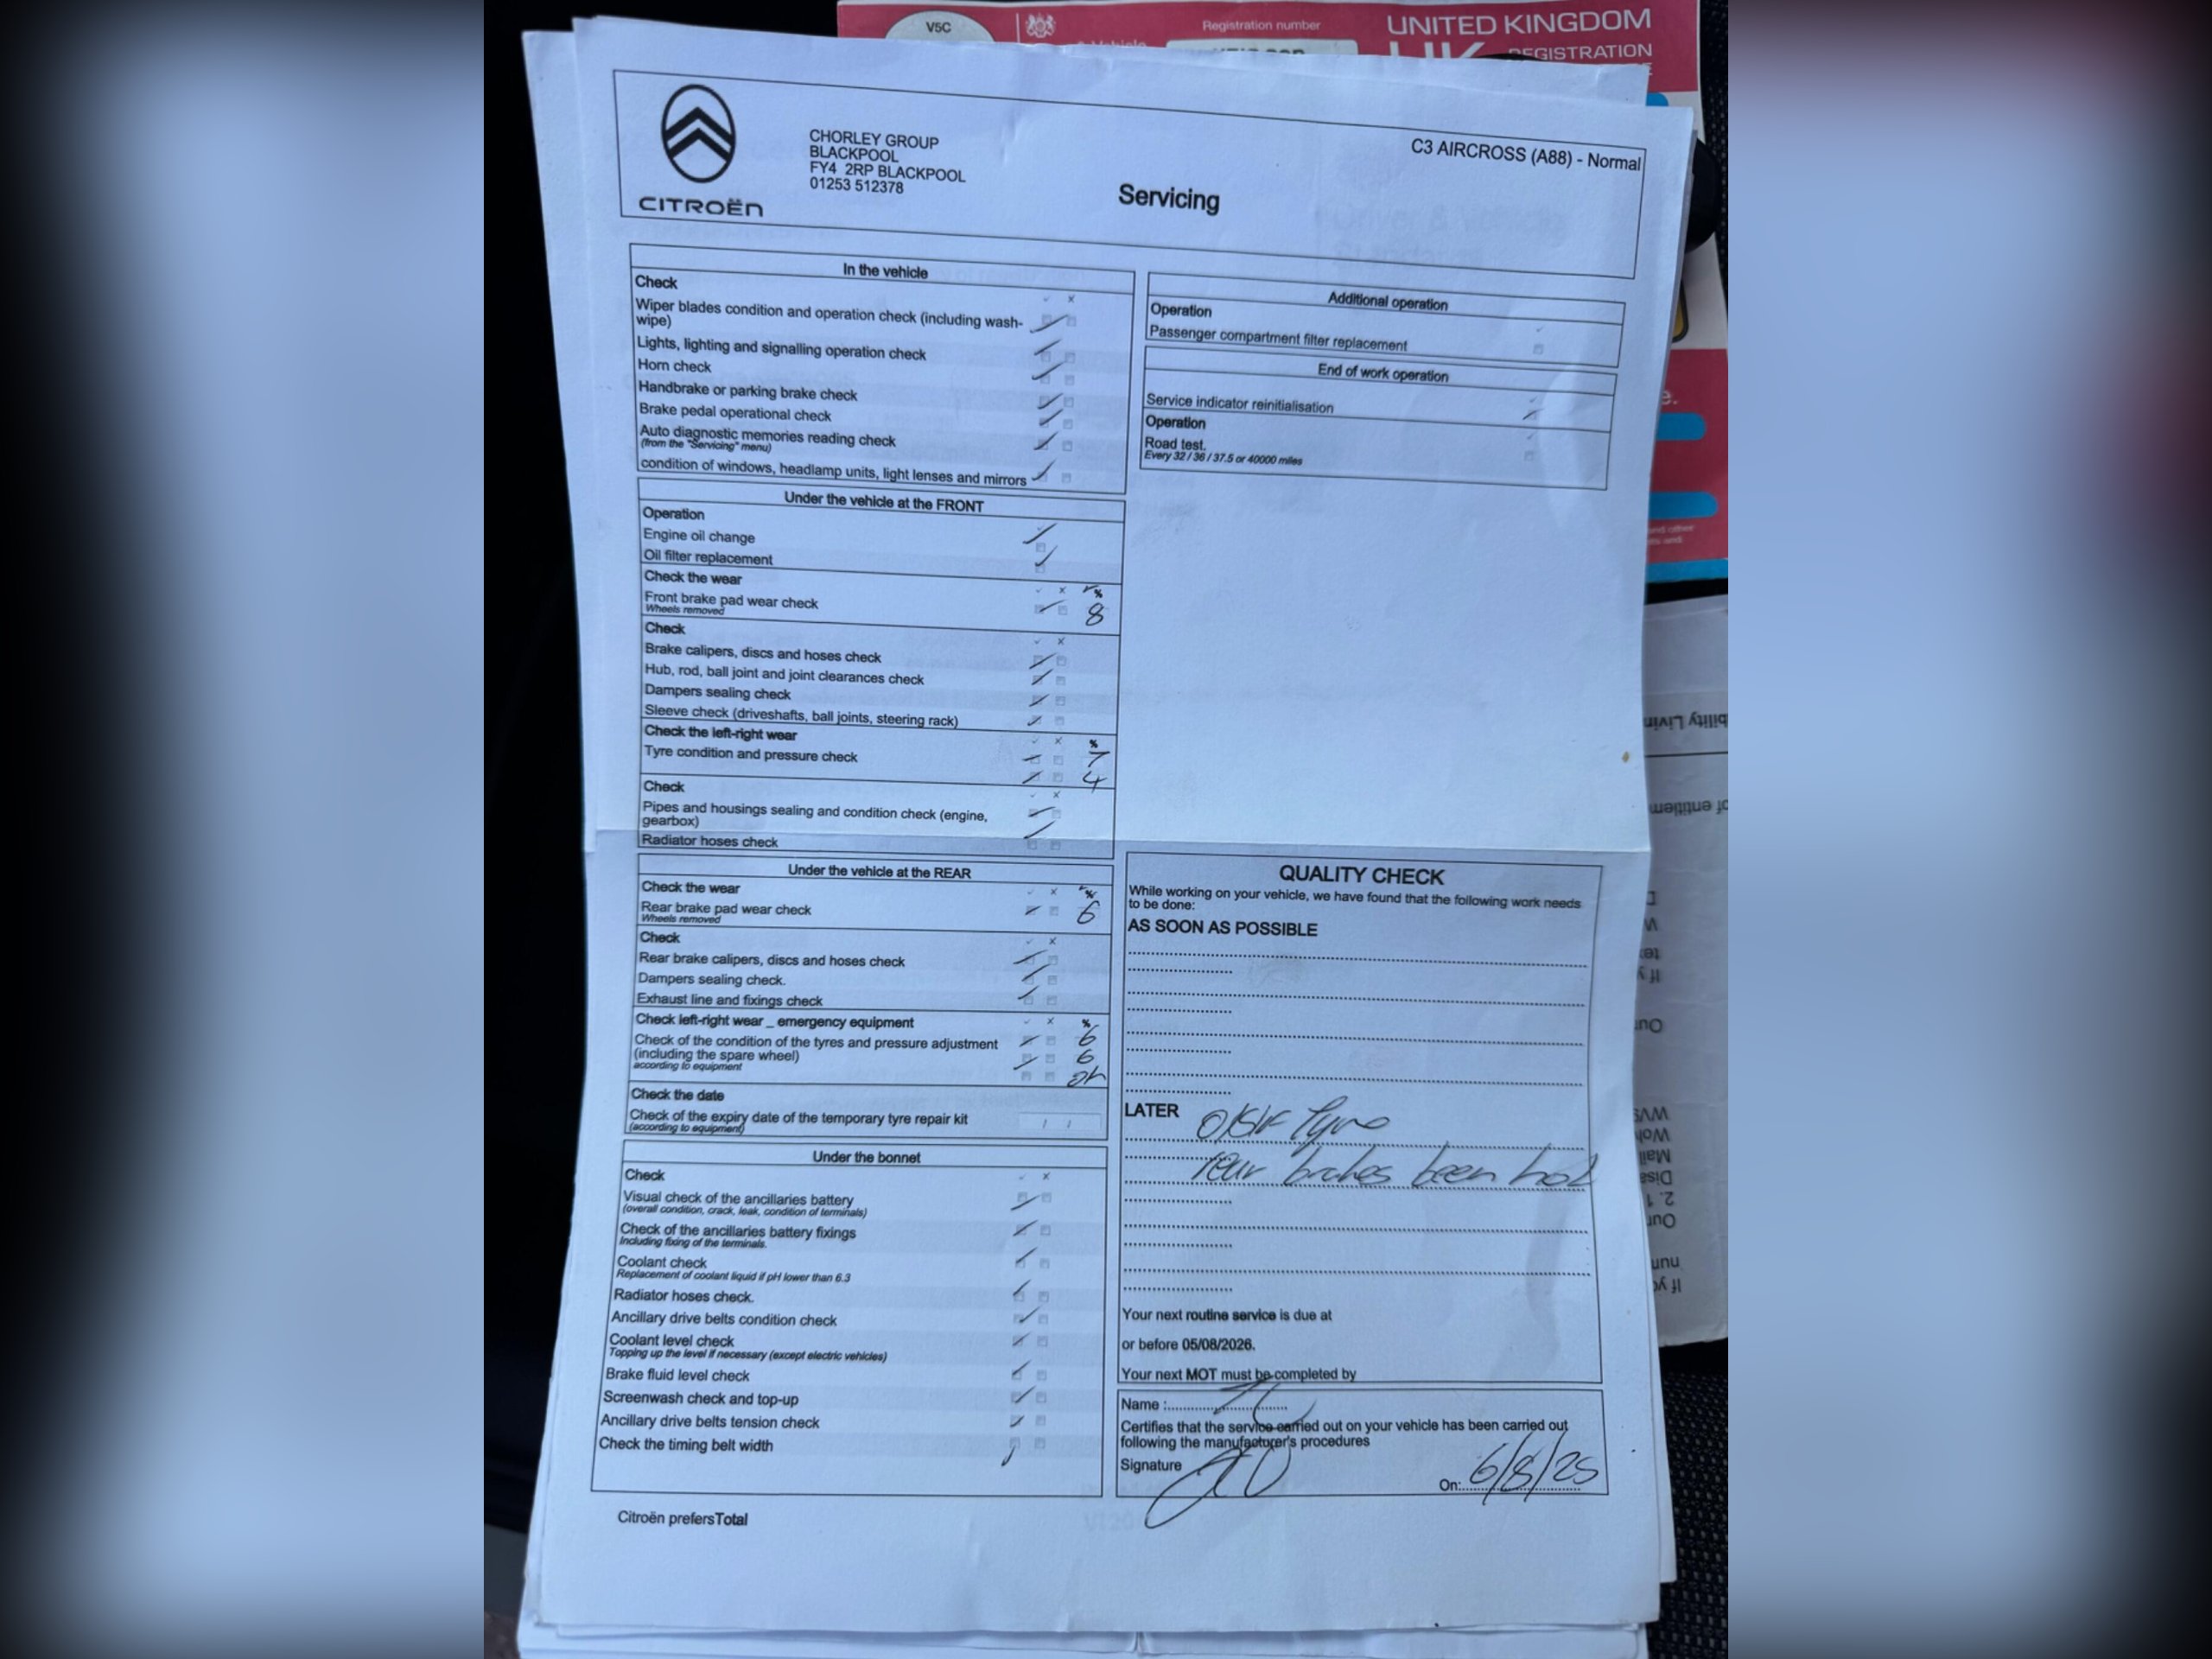 V5C
Registration number
UNITED KINGDOM
REGISTRATION
CITROËN
CHORLEY GROUP
BLACKPOOL
FY4 2RP BLACKPOOL
01253 512378
Servicing
C3 AIRCROSS (A88) - Normal
In the vehicle
Check
Wiper blades condition and operation check (including wash-
wipe)
Lights, lighting and signalling operation check
Horn check
Handbrake or parking brake check
Brake pedal operational check
Auto diagnostic memories reading check
(from the "Servicing" menu)
condition of windows, headlamp units, light lenses and mirrors
Under the vehicle at the FRONT
Operation
Engine oil change
Oil filter replacement
Check the wear
%
Front brake pad wear check
8
Wheels removed
Check
Brake calipers, discs and hoses check
Hub, rod, ball joint and joint clearances check
Dampers sealing check
Sleeve check (driveshafts, ball joints, steering rack)
Check the left-right wear
%
Tyre condition and pressure check
7
4
Check
Pipes and housings sealing and condition check (engine,
gearbox)
Radiator hoses check
Under the vehicle at the REAR
Check the wear
%
Rear brake pad wear check
6
Wheels removed
Check
Rear brake calipers, discs and hoses check
Dampers sealing check.
Exhaust line and fixings check
Check left-right wear _ emergency equipment
%
Check of the condition of the tyres and pressure adjustment
6
(including the spare wheel)
6
according to equipment
Check the date
Check of the expiry date of the temporary tyre repair kit
/ /
(according to equipment)
Under the bonnet
Check
Visual check of the ancillaries battery
(overall condition, crack, leak, condition of terminals)
Check of the ancillaries battery fixings
Including fixing of the terminals.
Coolant check
Replacement of coolant liquid if pH lower than 6.3
Radiator hoses check.
Ancillary drive belts condition check
Coolant level check
Topping up the level if necessary (except electric vehicles)
Brake fluid level check
Screenwash check and top-up
Ancillary drive belts tension check
Check the timing belt width
Citroën prefersTotal
Additional operation
Operation
Passenger compartment filter replacement
End of work operation
Service indicator reinitialisation
Operation
Road test.
Every 32 / 36 / 37.5 or 40000 miles
QUALITY CHECK
While working on your vehicle, we have found that the following work needs
to be done:
AS SOON AS POSSIBLE
LATER
O/S/F Tyre
rear brakes been hot
Your next routine service is due at
or before 05/08/2026.
Your next MOT must be completed by
Name :
Certifies that the service carried out on your vehicle has been carried out
following the manufacturer's procedures
Signature
On: 6/8/25